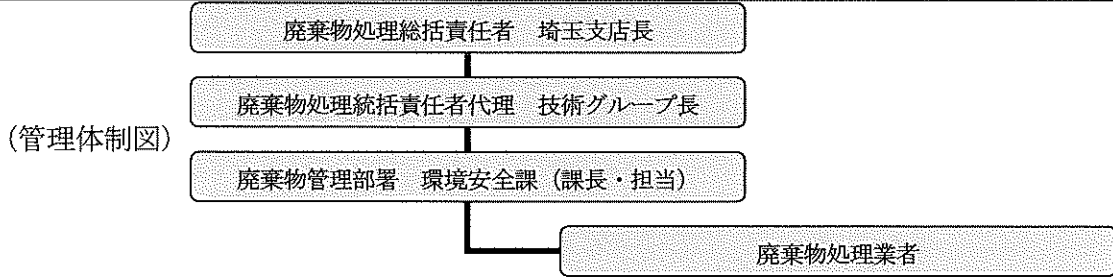 廃棄物処理総括責任者　埼玉支店長
廃棄物処理統括責任者代理　技術グループ長
(管理体制図)
廃棄物管理部署　環境安全課（課長・担当）
廃棄物処理業者